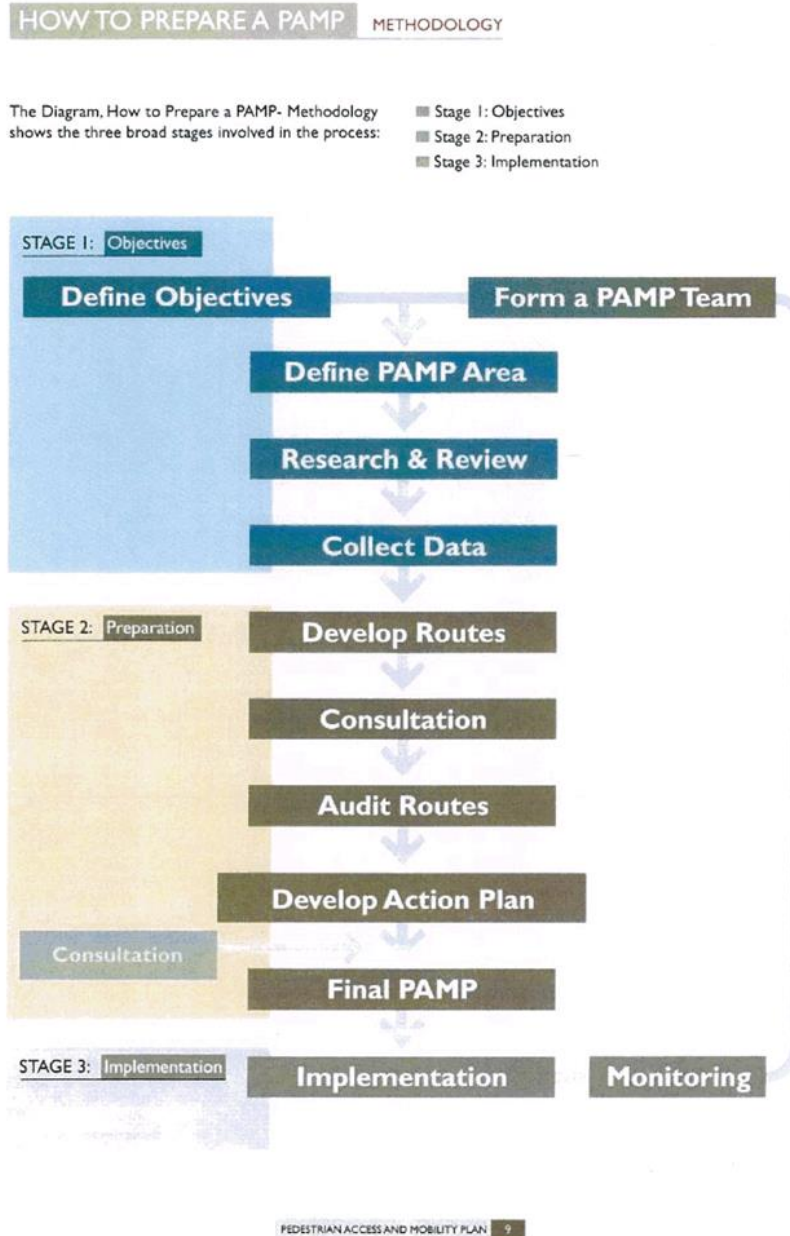 HOW TO PREPARE A PAMP METHODOLOGY
The Diagram, How to Prepare a PAMP- Methodology
shows the three broad stages involved in the process:
Stage 1: Objectives
Stage 2: Preparation
Stage 3: Implementation
STAGE 1: Objectives
Define Objectives
Form a PAMP Team
Define PAMP Area
Research & Review
Collect Data
STAGE 2: Preparation
Develop Routes
Consultation
Audit Routes
Develop Action Plan
Consultation
Final PAMP
STAGE 3: Implementation
Implementation
Monitoring
PEDESTRIAN ACCESS AND MOBILITY PLAN 9